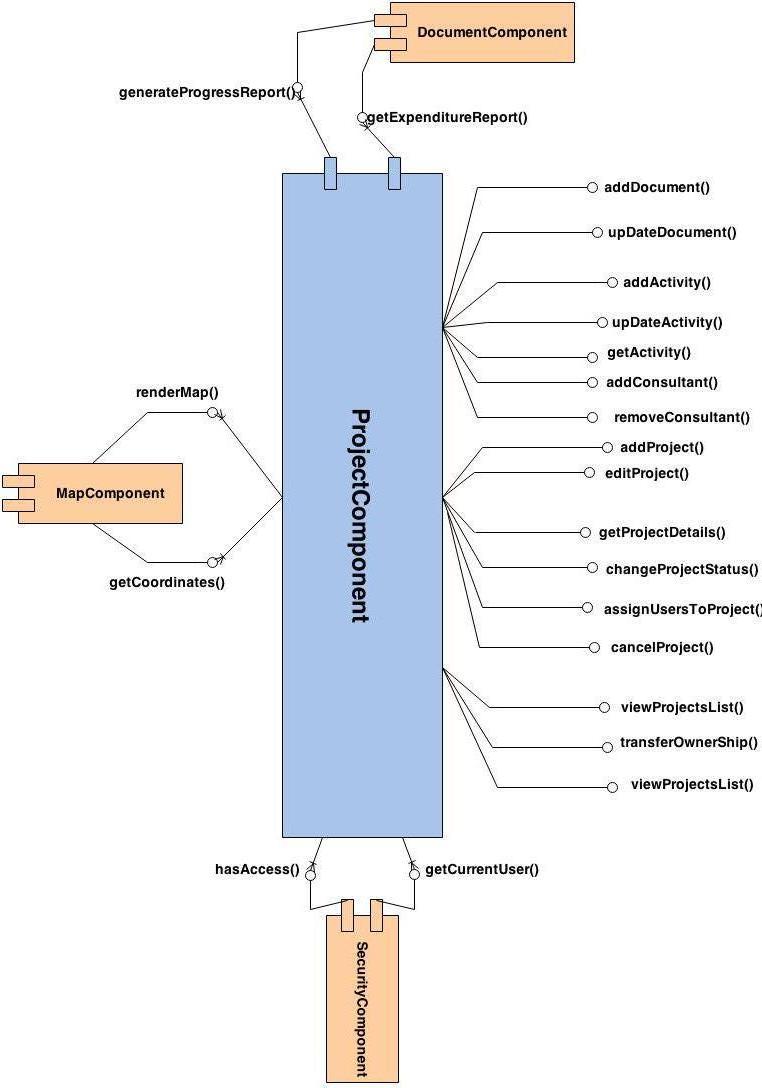 DocumentComponent
generateProgressReport()
getExpenditureReport()
addDocument()
upDateDocument()
addActivity()
upDateActivity()
getActivity()
addConsultant()
removeConsultant()
addProject()
editProject()
getProjectDetails()
changeProjectStatus()
assignUsersToProject()
cancelProject()
viewProjectsList()
transferOwnerShip()
viewProjectsList()
renderMap()
MapComponent
getCoordinates()
ProjectComponent
hasAccess()
getCurrentUser()
SecurityComponent